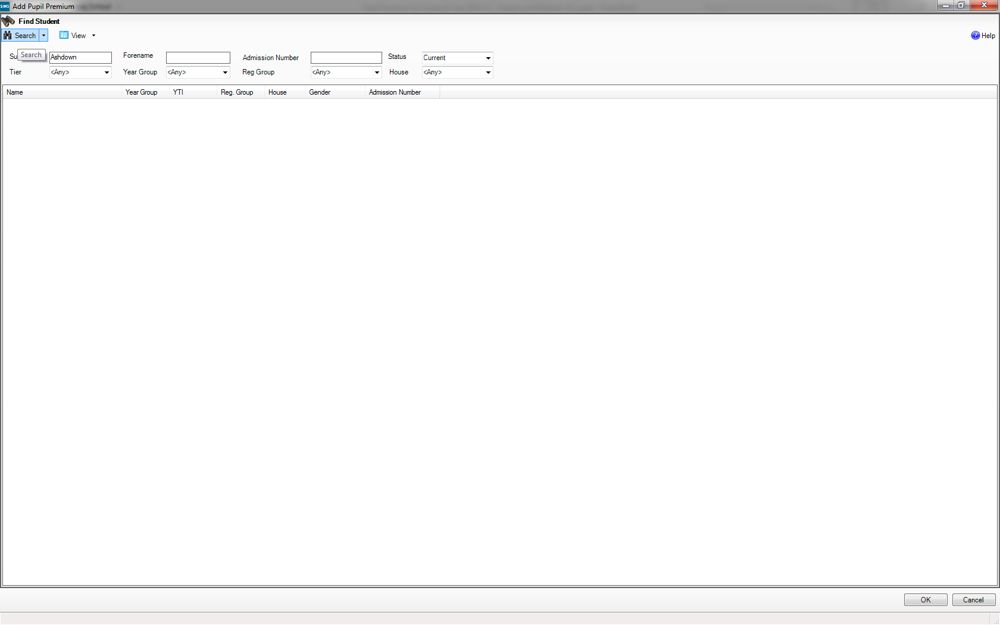 SIMS Add Pupil Premium
Find Student
Search View Help
Su Search Ashdown Forename Admission Number Status Current
Tier <Any> Year Group <Any> Reg Group <Any> House <Any>
Name Year Group YTI Reg. Group House Gender Admission Number
OK Cancel